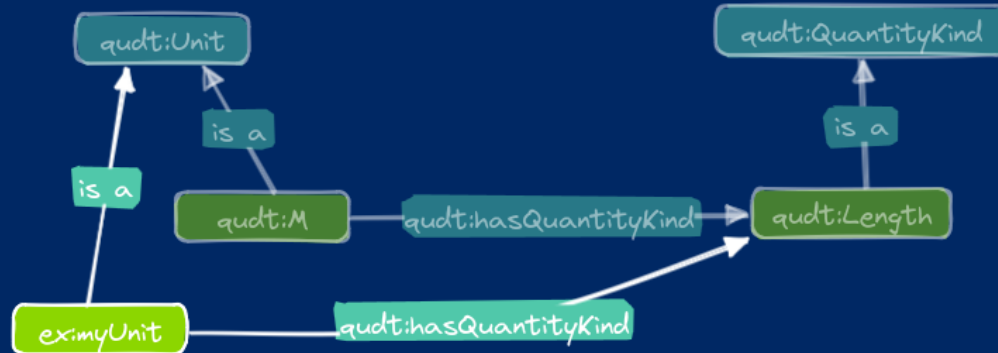 qudt:Unit
qudt:QuantityKind
is a
is a
is a
qudt:M
qudt:hasQuantityKind
qudt:Length
ex:myUnit
qudt:hasQuantityKind